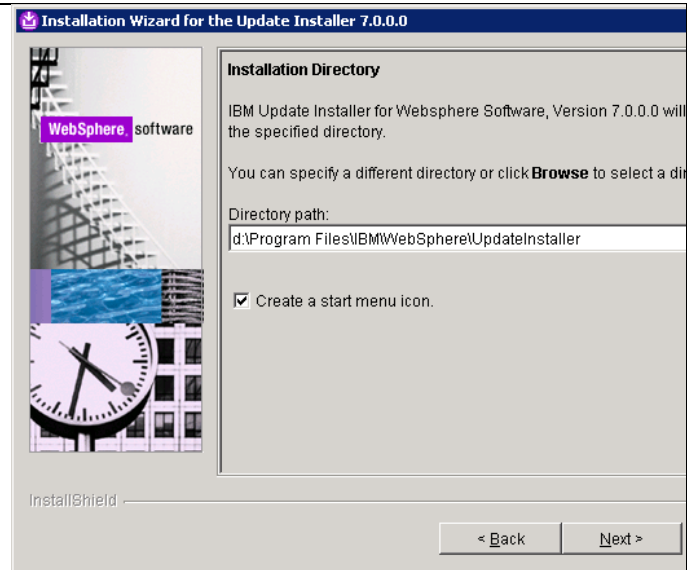 Installation Wizard for the Update Installer 7.0.0.0
WebSphere. software
Installation Directory
IBM Update Installer for Websphere Software, Version 7.0.0.0 will
the specified directory.
You can specify a different directory or click Browse to select a dir
Directory path:
d:\Program Files\IBM\WebSphere\UpdateInstaller
Create a start menu icon.
InstallShield
< Back
Next >